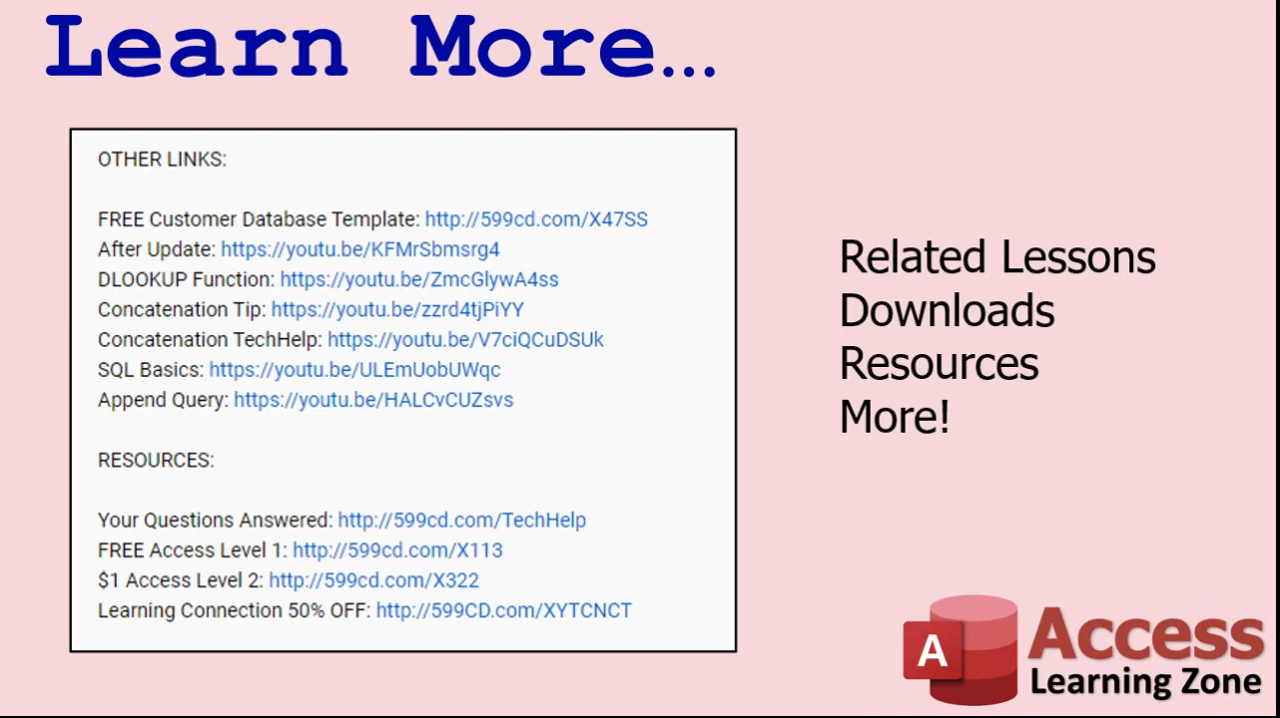 Learn More...
OTHER LINKS:
FREE Customer Database Template: http://599cd.com/X47SS
After Update: https://youtu.be/KFMrSbmsrg4
DLOOKUP Function: https://youtu.be/ZmcGlywA4ss
Concatenation Tip: https://youtu.be/zzrd4tjPiYY
Concatenation TechHelp: https://youtu.be/V7ciQCuDSUk
SQL Basics: https://youtu.be/ULEmUobUWqc
Append Query: https://youtu.be/HALCvCUZsvs
RESOURCES:
Your Questions Answered: http://599cd.com/TechHelp
FREE Access Level 1: http://599cd.com/X113
$1 Access Level 2: http://599cd.com/X322
Learning Connection 50% OFF: http://599CD.com/XYTCNCT
Related Lessons
Downloads
Resources
More!
A
Access
Learning Zone